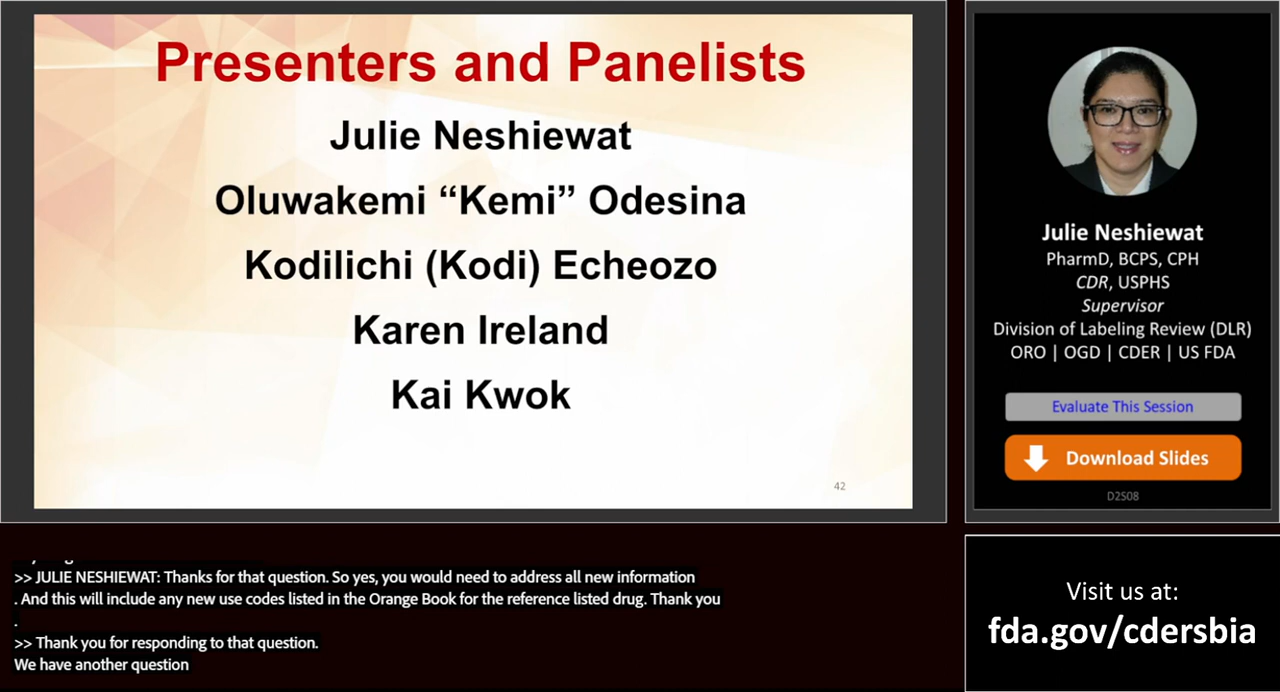 Presenters and Panelists
Julie Neshiewat
Oluwakemi “Kemi” Odesina
Kodilichi (Kodi) Echeozo
Karen Ireland
Kai Kwok
42
Julie Neshiewat
PharmD, BCPS, CPH
CDR, USPHS
Supervisor
Division of Labeling Review (DLR)
ORO | OGD | CDER | US FDA
Evaluate This Session
Download Slides
D2S08
>> JULIE NESHIEWAT: Thanks for that question. So yes, you would need to address all new information
. And this will include any new use codes listed in the Orange Book for the reference listed drug. Thank you
.
>> Thank you for responding to that question.
We have another question
Visit us at:
fda.gov/cdersbia